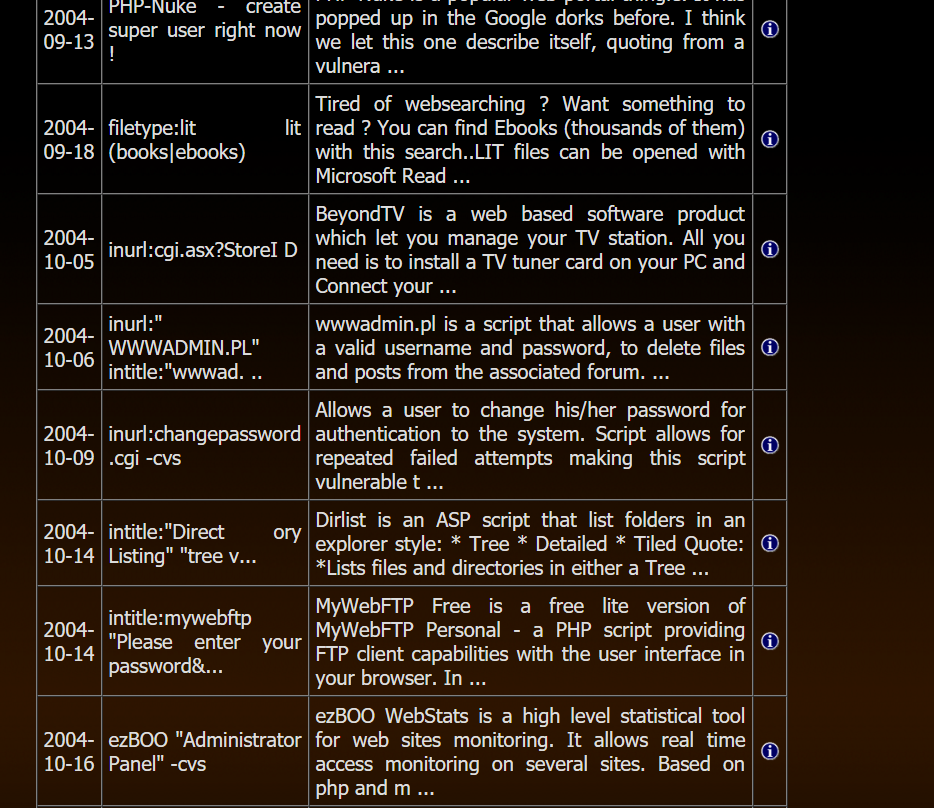 2004-
09-13
PHP-Nuke - create
super user right now
!
popped up in the Google dorks before. I think
we let this one describe itself, quoting from a
vulnera ...
2004-
09-18
filetype:lit lit
(books|ebooks)
Tired of websearching ? Want something to
read ? You can find Ebooks (thousands of them)
with this search..LIT files can be opened with
Microsoft Read ...
2004-
10-05
inurl:cgi.asx?StoreI D
BeyondTV is a web based software product
which let you manage your TV station. All you
need is to install a TV tuner card on your PC and
Connect your ...
2004-
10-06
inurl:"
WWWADMIN.PL"
intitle:"wwwad. ..
wwwadmin.pl is a script that allows a user with
a valid username and password, to delete files
and posts from the associated forum. ...
2004-
10-09
inurl:changepassword
.cgi -cvs
Allows a user to change his/her password for
authentication to the system. Script allows for
repeated failed attempts making this script
vulnerable t ...
2004-
10-14
intitle:"Direct ory
Listing" "tree v...
Dirlist is an ASP script that list folders in an
explorer style: * Tree * Detailed * Tiled Quote:
*Lists files and directories in either a Tree ...
2004-
10-14
intitle:mywebftp
"Please enter your
password&...
MyWebFTP Free is a free lite version of
MyWebFTP Personal - a PHP script providing
FTP client capabilities with the user interface in
your browser. In ...
2004-
10-16
ezBOO "Administrator
Panel" -cvs
ezBOO WebStats is a high level statistical tool
for web sites monitoring. It allows real time
access monitoring on several sites. Based on
php and m ...